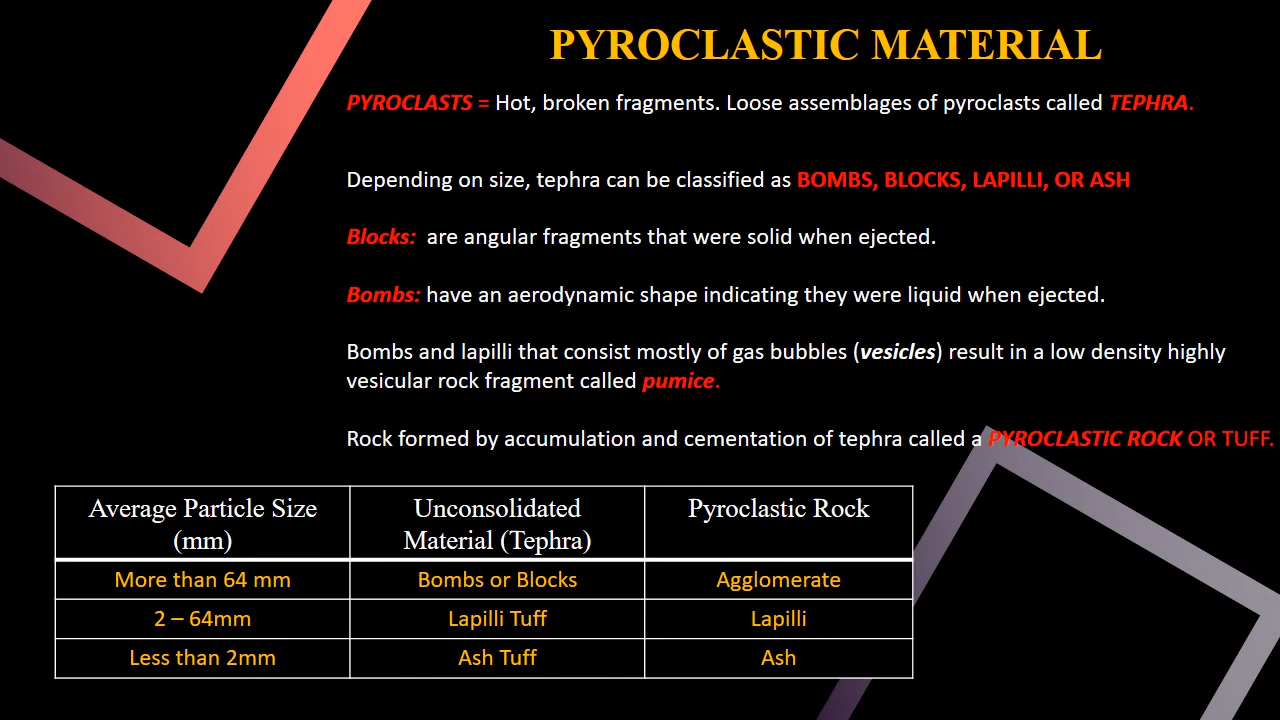 PYROCLASTIC MATERIAL
PYROCLASTS = Hot, broken fragments. Loose assemblages of pyroclasts called TEPHRA.
Depending on size, tephra can be classified as BOMBS, BLOCKS, LAPILLI, OR ASH
Blocks: are angular fragments that were solid when ejected.
Bombs: have an aerodynamic shape indicating they were liquid when ejected.
Bombs and lapilli that consist mostly of gas bubbles (vesicles) result in a low density highly
vesicular rock fragment called pumice.
Rock formed by accumulation and cementation of tephra called a PYROCLASTIC ROCK OR TUFF.
Average Particle Size
(mm)
Unconsolidated
Material (Tephra)
Pyroclastic Rock
More than 64 mm
Bombs or Blocks
Agglomerate
2 – 64mm
Lapilli Tuff
Lapilli
Less than 2mm
Ash Tuff
Ash